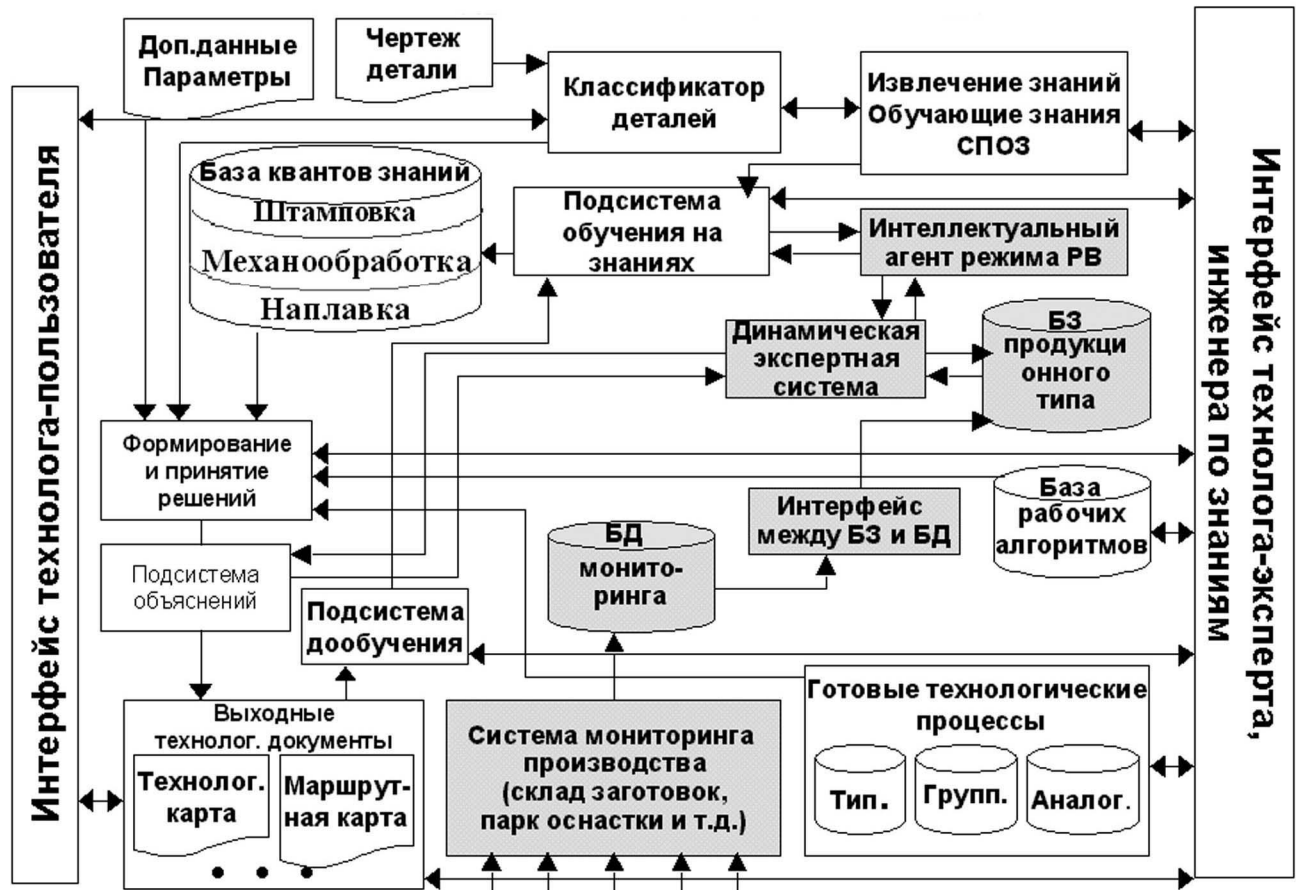 Доп.данные
Параметры
Чертеж
детали
Классификатор
деталей
Извлечение знаний
Обучающие знания
СПОЗ
Интерфейс технолога-пользователя
База квантов знаний
Штамповка
Механообработка
Наплавка
Подсистема
обучения на
знаниях
Интеллектуальный
агент режима РВ
Динамическая
экспертная
система
БЗ
продукци
онного
типа
Интерфейс технолога-эксперта,
инженера по знаниям
Формирование
и принятие
решений
База
рабочих
алгоритмов
Интерфейс
между БЗ и БД
БД
монито-
ринга
Подсистема
объяснений
Подсистема
дообучения
Готовые технологические
процессы
Тип.
Групп.
Аналог.
Выходные
технолог. документы
Технолог.
карта
Маршрут-
ная карта
• • •
Система мониторинга
производства
(склад заготовок,
парк оснастки и т.д.)